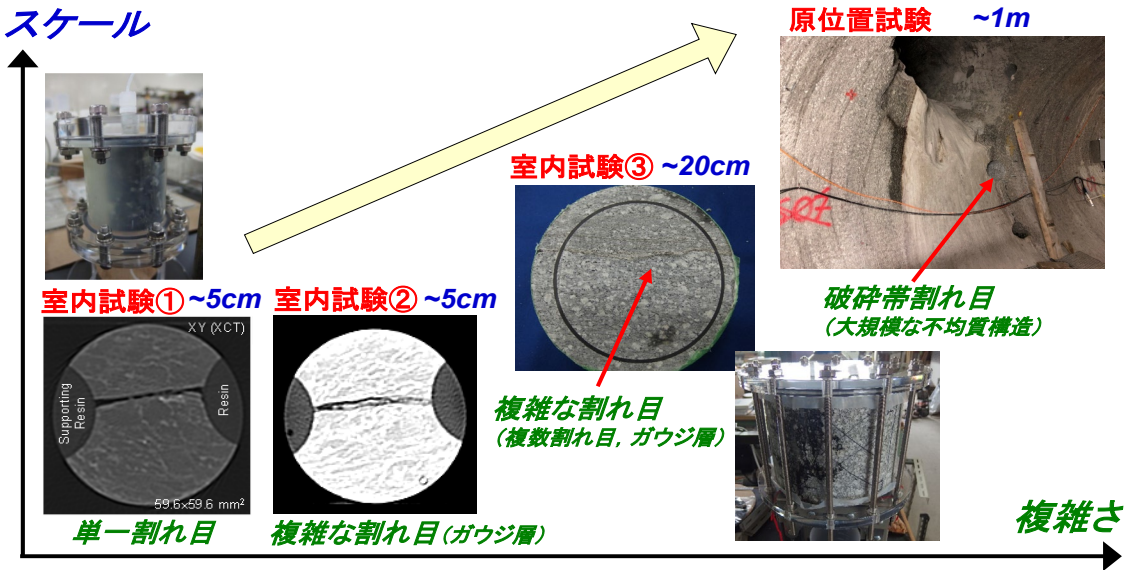 スケール
原位置試験 ~1m
室内試験③ ~20cm
室内試験① ~5cm
室内試験② ~5cm
XY (XCT)
Supporting
Resin
Resin
59.6x59.6 mm²
破砕帯割れ目
（大規模な不均質構造）
複雑な割れ目
（複数割れ目, ガウジ層）
単一割れ目
複雑な割れ目（ガウジ層）
複雑さ